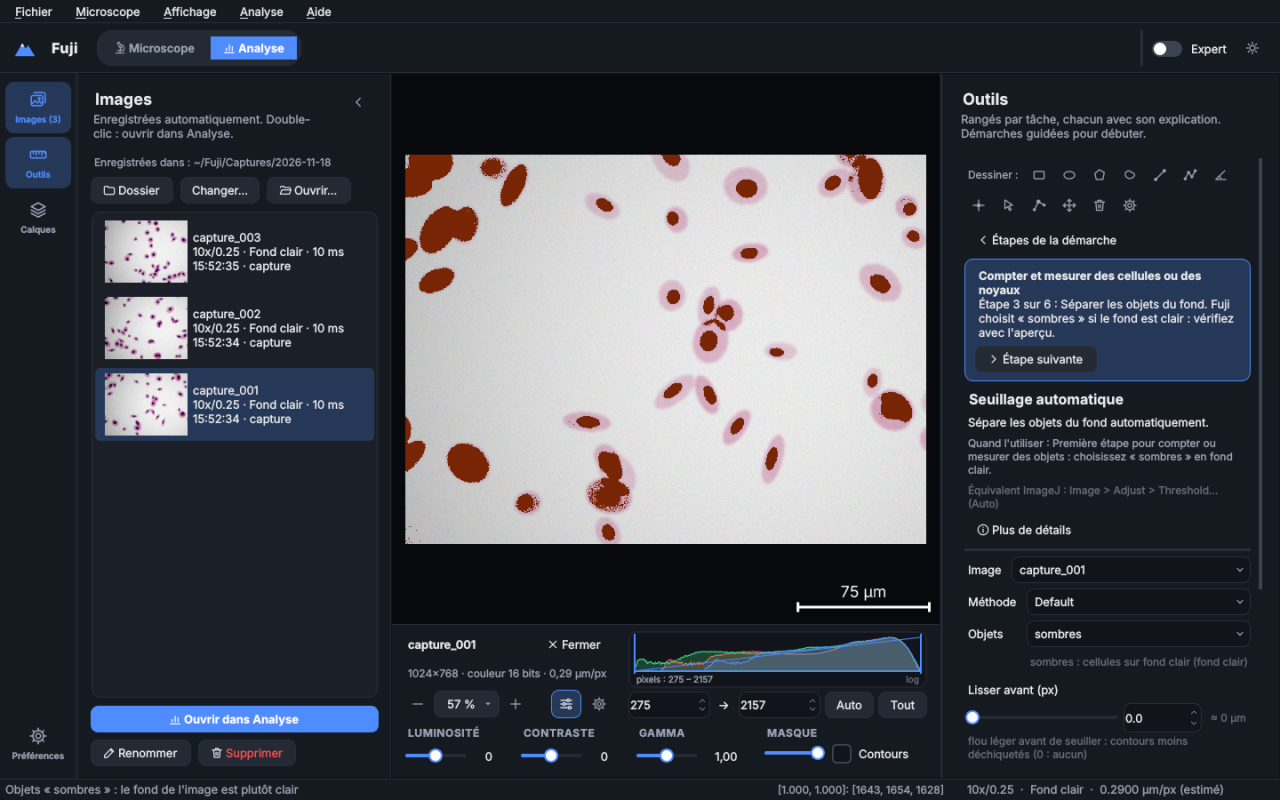 Fichier Microscope Affichage Analyse Aide
Fuji Microscope Analyse Expert
Images (3)
Outils
Calques
Préférences
Images
Enregistrées automatiquement. Double-
clic : ouvrir dans Analyse.
Enregistrées dans : ~/Fuji/Captures/2026-11-18
Dossier Changer... Ouvrir...
capture_003
10x/0.25 · Fond clair · 10 ms
15:52:35 · capture
capture_002
10x/0.25 · Fond clair · 10 ms
15:52:34 · capture
capture_001
10x/0.25 · Fond clair · 10 ms
15:52:34 · capture
Ouvrir dans Analyse
Renommer Supprimer
75 µm
capture_001 Fermer
1024×768 · couleur 16 bits · 0,29 µm/px
pixels : 275 – 2157 log
57 %
275 → 2157 Auto Tout
LUMINOSITÉ CONTRASTE GAMMA MASQUE
0 0 1,00 Contours
Outils
Rangés par tâche, chacun avec son explication.
Démarches guidées pour débuter.
Dessiner :
Étapes de la démarche
Compter et mesurer des cellules ou des
noyaux
Étape 3 sur 6 : Séparer les objets du fond. Fuji
choisit « sombres » si le fond est clair : vérifiez
avec l'aperçu.
Étape suivante
Seuillage automatique
Sépare les objets du fond automatiquement.
Quand l'utiliser : Première étape pour compter ou
mesurer des objets : choisissez « sombres » en fond
clair.
Équivalent ImageJ : Image > Adjust > Threshold...
(Auto)
Plus de détails
Image capture_001
Méthode Default
Objets sombres
sombres : cellules sur fond clair (fond clair)
Lisser avant (px)
0.0 ≈ 0 µm
flou léger avant de seuiller : contours moins
déchiquetés (0 : aucun)
Objets « sombres » : le fond de l'image est plutôt clair
[1.000, 1.000]: [1643, 1654, 1628] 10x/0.25 · Fond clair · 0.2900 µm/px (estimé)